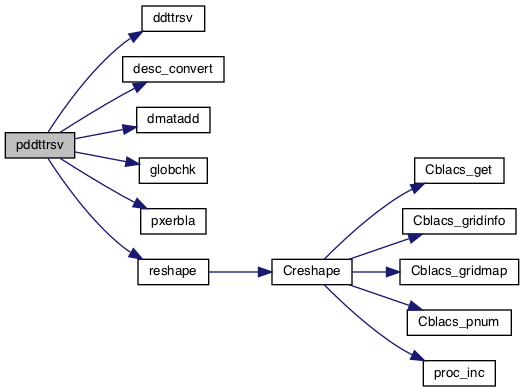 pddttrsv
ddttrsv
desc_convert
dmatadd
globchk
pxerbla
reshape
Creshape
Cblacs_get
Cblacs_gridinfo
Cblacs_gridmap
Cblacs_pnum
proc_inc